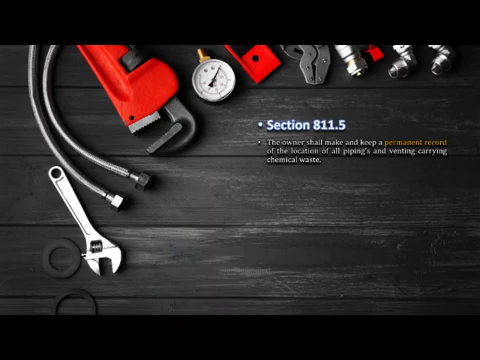 • Section 811.5
• The owner shall make and keep a permanent record
of the location of all piping's and venting carrying
chemical waste.